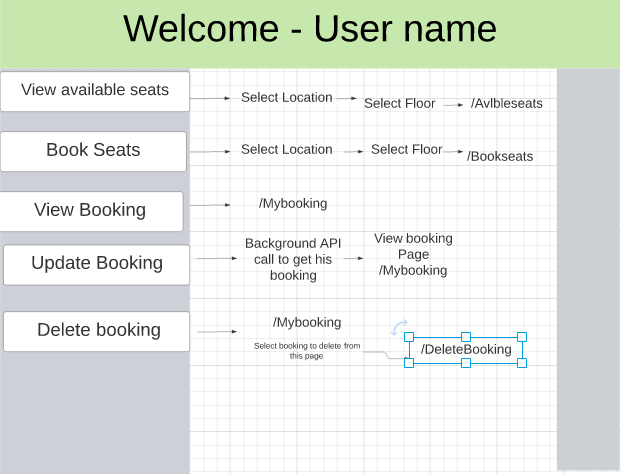 Welcome - User name
View available seats
Select Location
Select Floor
/Avlbleseats
Book Seats
Select Location
Select Floor
/Bookseats
View Booking
/Mybooking
Update Booking
Background API
call to get his
booking
View booking
Page
/Mybooking
Delete booking
/Mybooking
Select booking to delete from
this page
/DeleteBooking